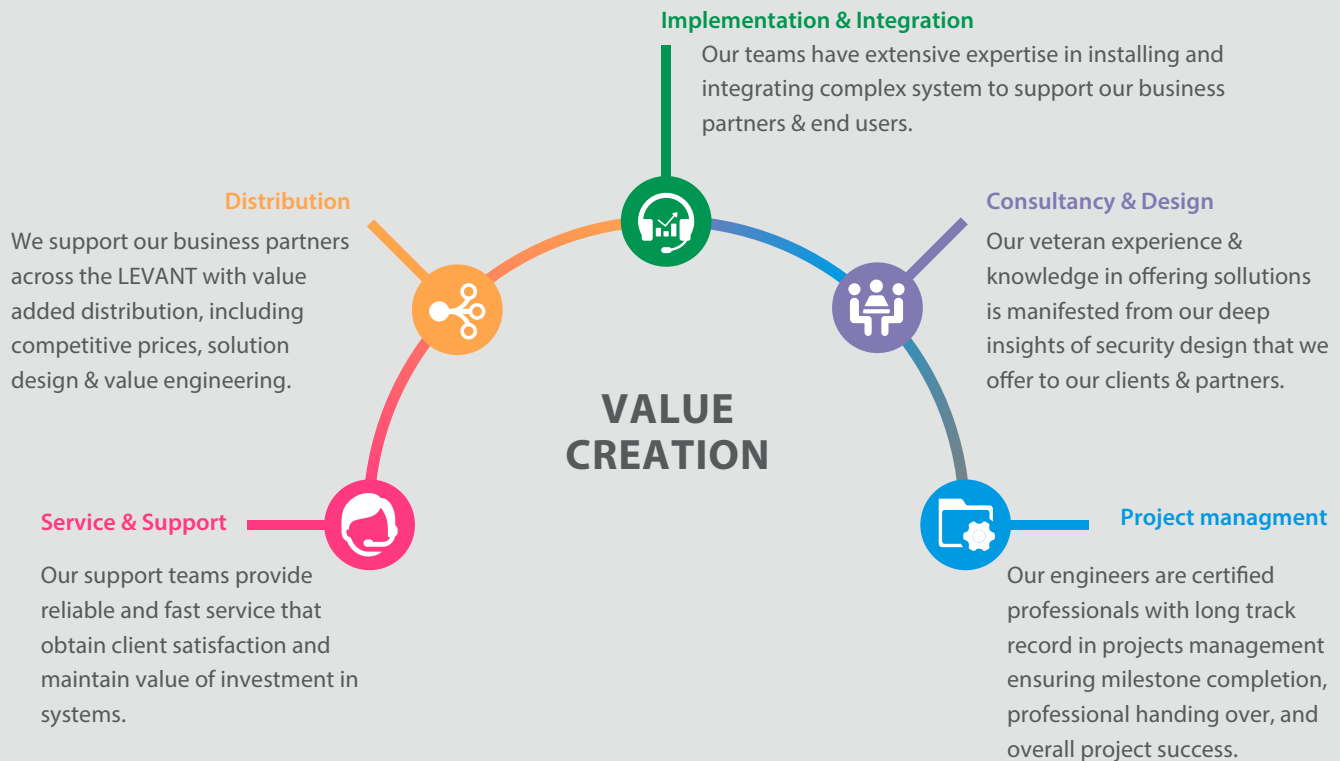 Implementation & Integration
Our teams have extensive expertise in installing and
integrating complex system to support our business
partners & end users.
Distribution
We support our business partners
across the LEVANT with value
added distribution, including
competitive prices, solution
design & value engineering.
Consultancy & Design
Our veteran experience &
knowledge in offering sollutions
is manifested from our deep
insights of security design that we
offer to our clients & partners.
VALUE
CREATION
Service & Support
Our support teams provide
reliable and fast service that
obtain client satisfaction and
maintain value of investment in
systems.
Project managment
Our engineers are certified
professionals with long track
record in projects management
ensuring milestone completion,
professional handing over, and
overall project success.